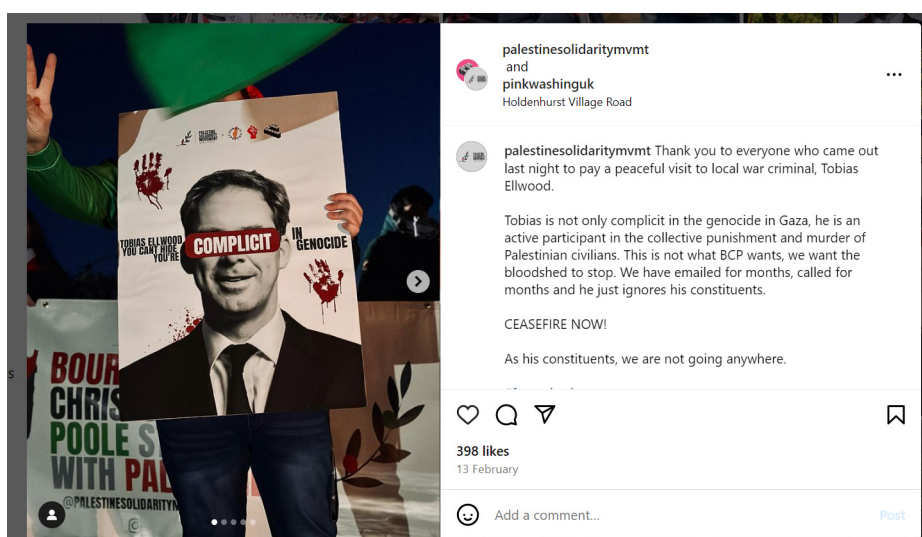 palestinesolidaritymvmt
and
pinkwashinguk
Holdenhurst Village Road
palestinesolidaritymvmt Thank you to everyone who came out
last night to pay a peaceful visit to local war criminal, Tobias
Ellwood.
Tobias is not only complicit in the genocide in Gaza, he is an
active participant in the collective punishment and murder of
Palestinian civilians. This is not what BCP wants, we want the
bloodshed to stop. We have emailed for months, called for
months and he just ignores his constituents.
CEASEFIRE NOW!
As his constituents, we are not going anywhere.
398 likes
13 February
Add a comment...
Post
PALESTINE
SOLIDARITY
MOVEMENT
TOBIAS ELLWOOD
YOU CANT HIDE
YOU'RE
COMPLICIT
IN
GENOCIDE
BOUR
CHRIS
POOLE S
WITH PAL
@PALESTINESOLIDARITYM